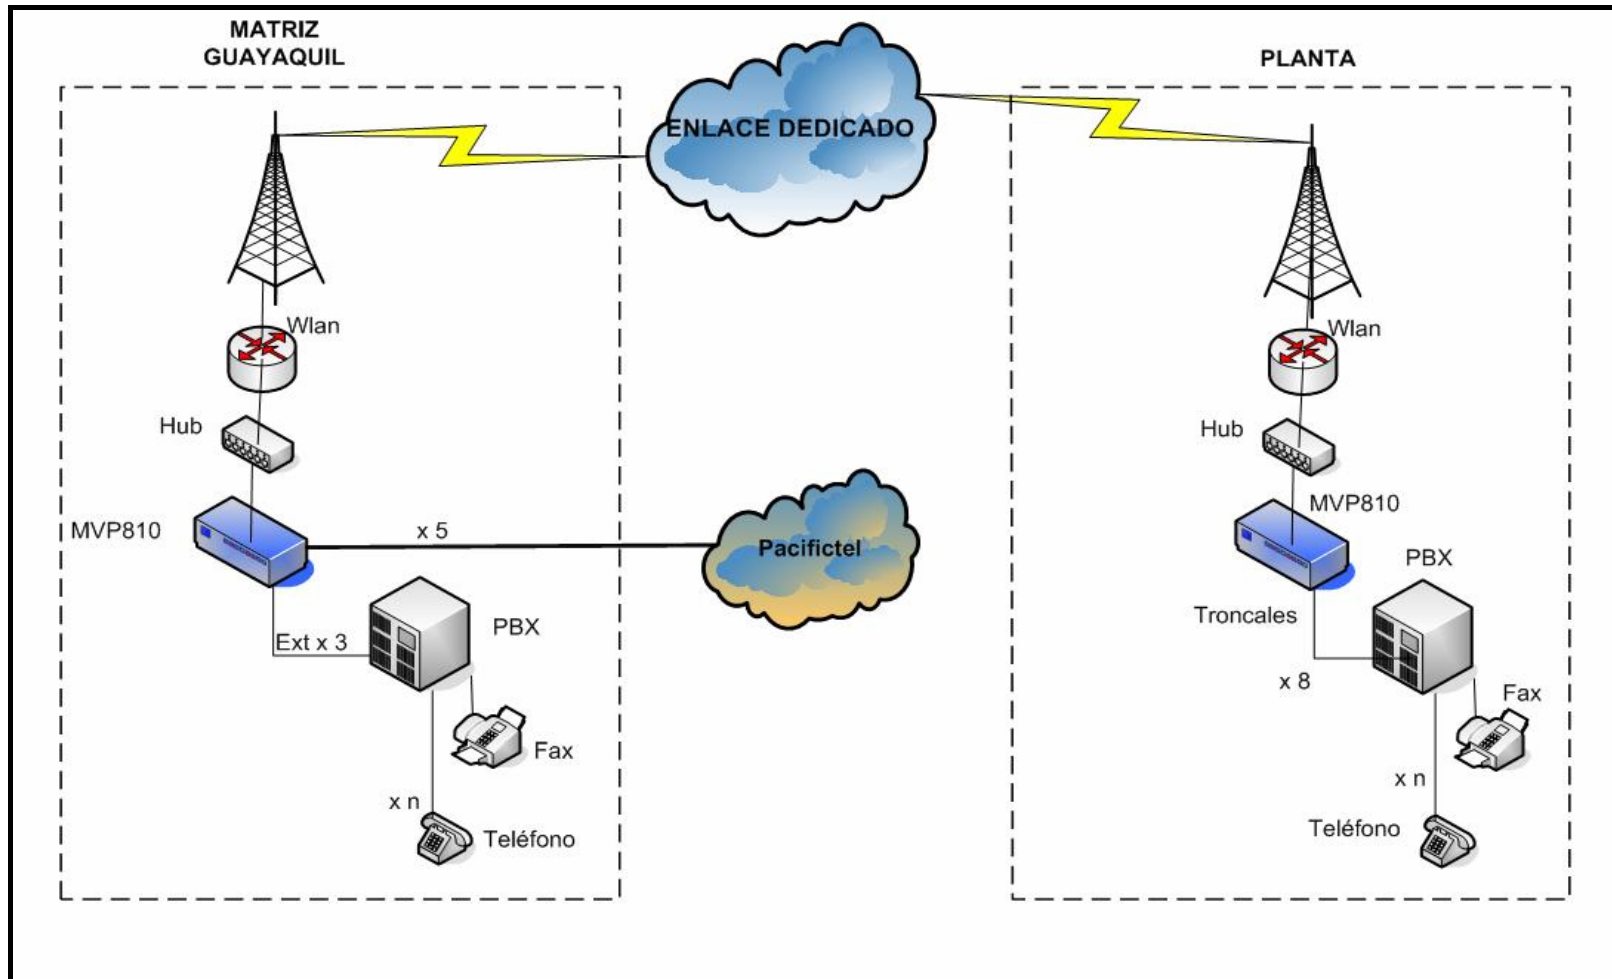 MATRIZ
GUAYAQUIL
ENLACE DEDICADO
PLANTA
Wlan
Hub
MVP810
x 5
Pacifictel
Ext x 3
PBX
Fax
x n
Teléfono
Wlan
Hub
MVP810
PBX
Troncales
x 8
Fax
x n
Teléfono